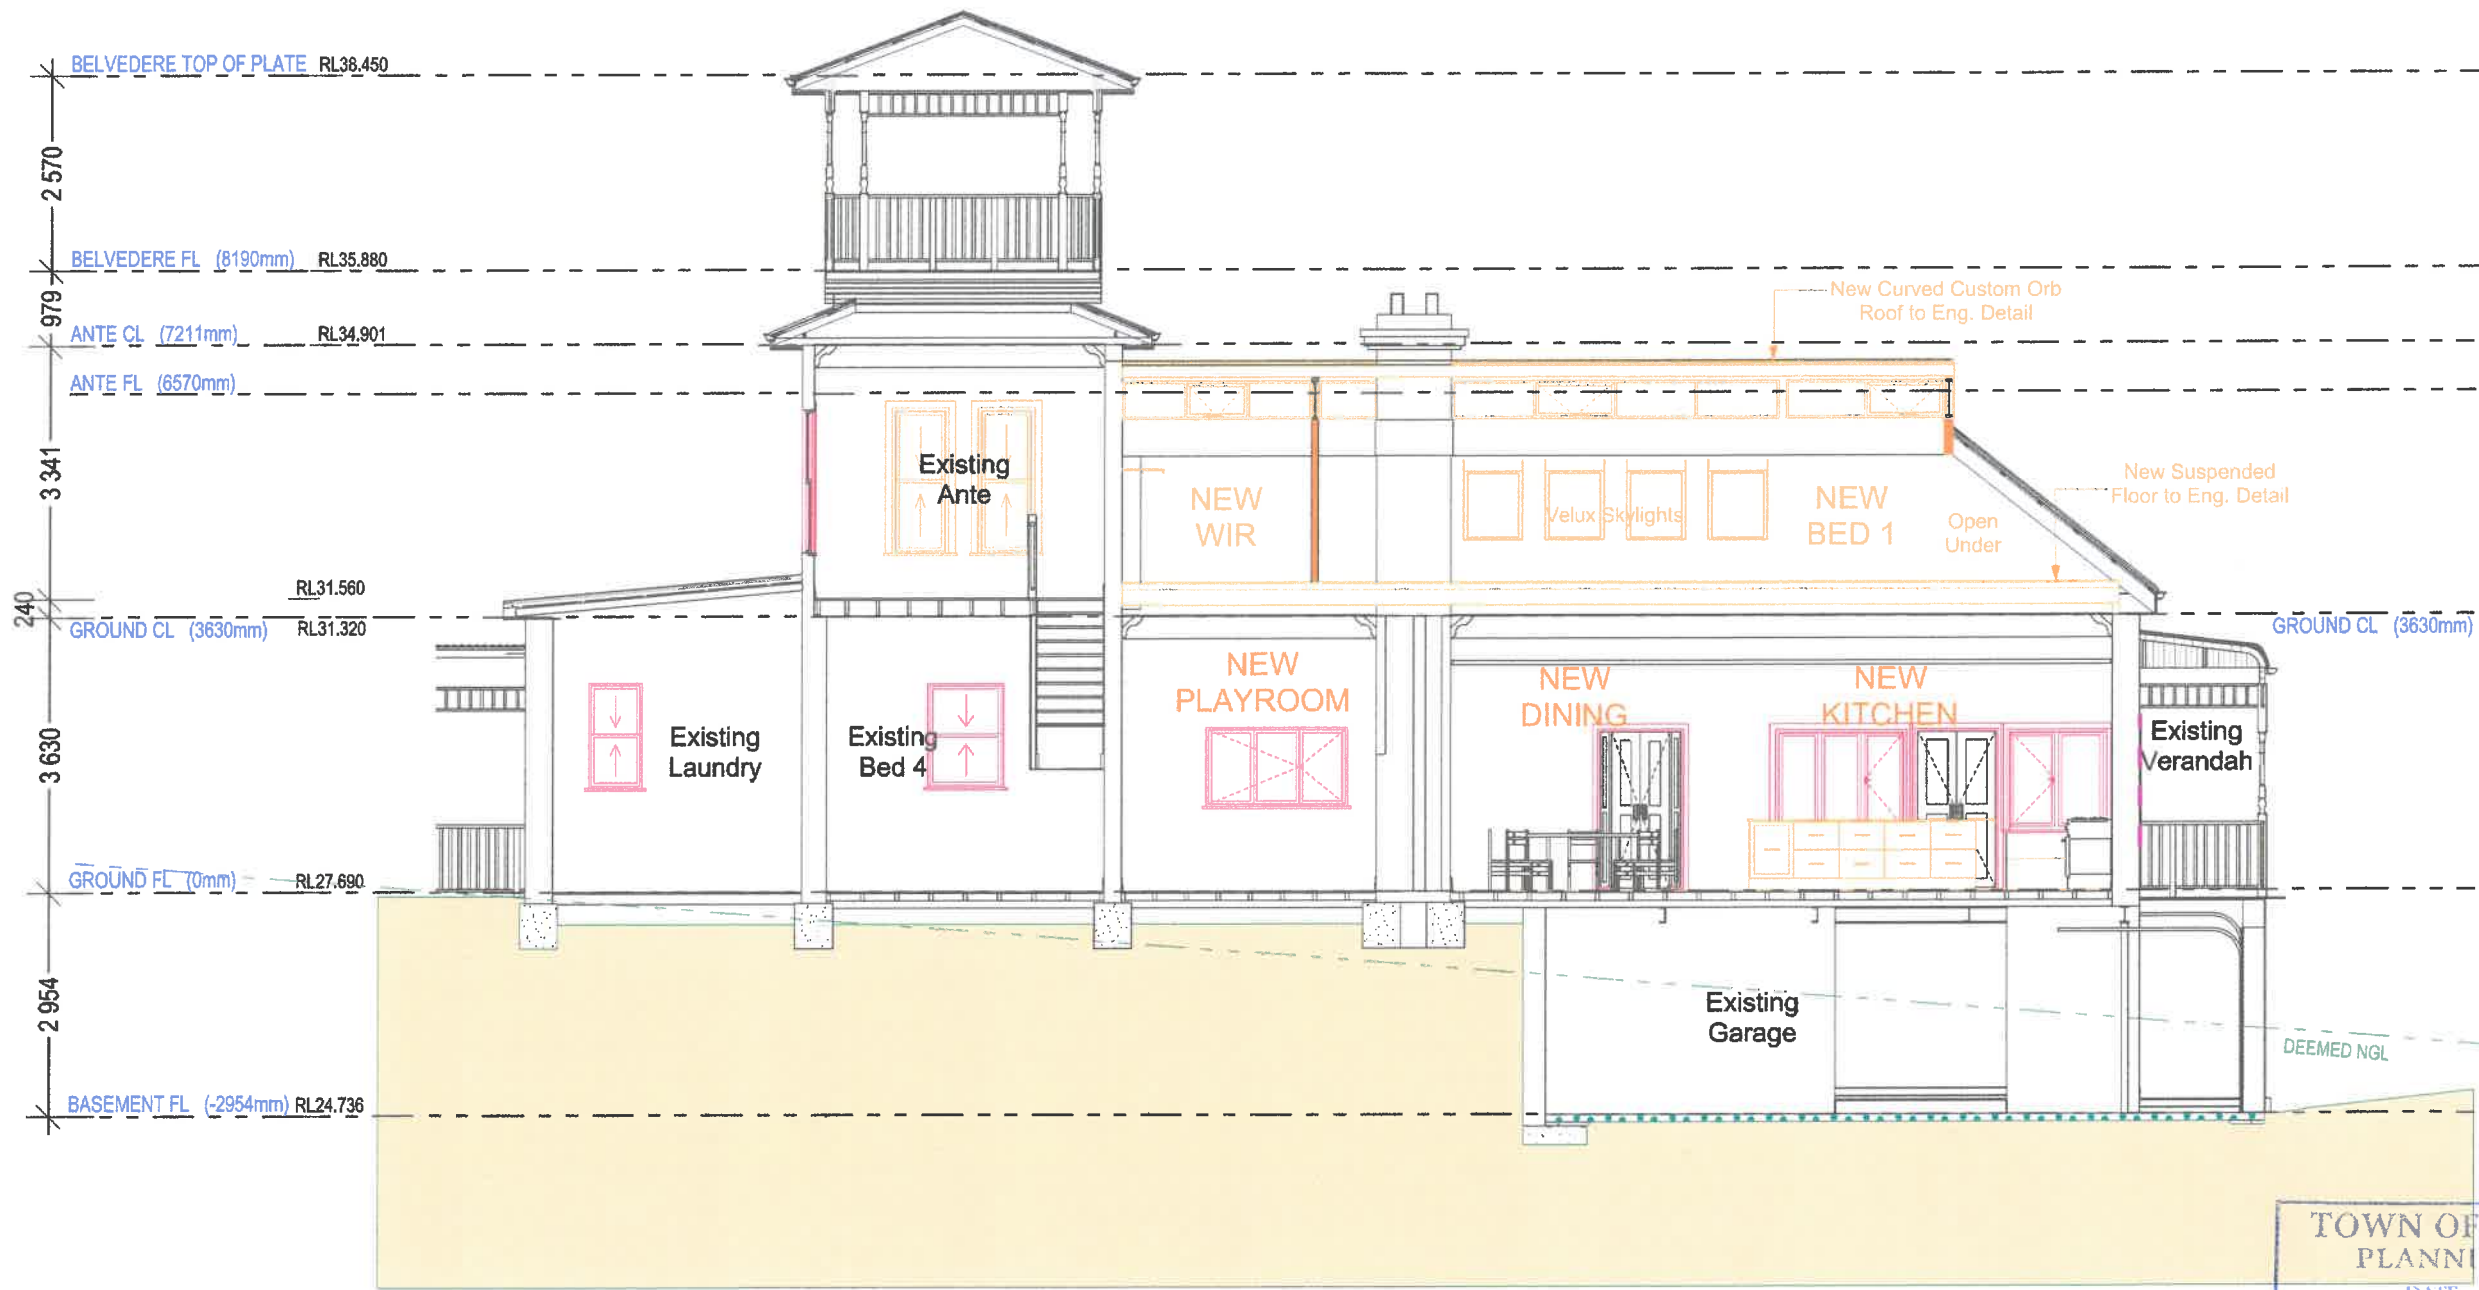 BELVEDERE TOP OF PLATE RL38.450
2 570
BELVEDERE FL (8190mm) RL35.880
979
ANTE CL (7211mm) RL34.901
ANTE FL (6570mm)
3 341
RL31.560
240
GROUND CL (3630mm) RL31.320
3 630
GROUND FL (0mm) RL27.690
2 954
BASEMENT FL (-2954mm) RL24.736
New Curved Custom Orb
Roof to Eng. Detail
New Suspended
Floor to Eng. Detail
Existing
Ante
NEW
WIR
Velux Skylights
NEW
BED 1
Open
Under
GROUND CL (3630mm)
Existing
Laundry
Existing
Bed 4
NEW
PLAYROOM
NEW
DINING
NEW
KITCHEN
Existing
Verandah
Existing
Garage
DEEMED NGL
TOWN OF
PLANNI